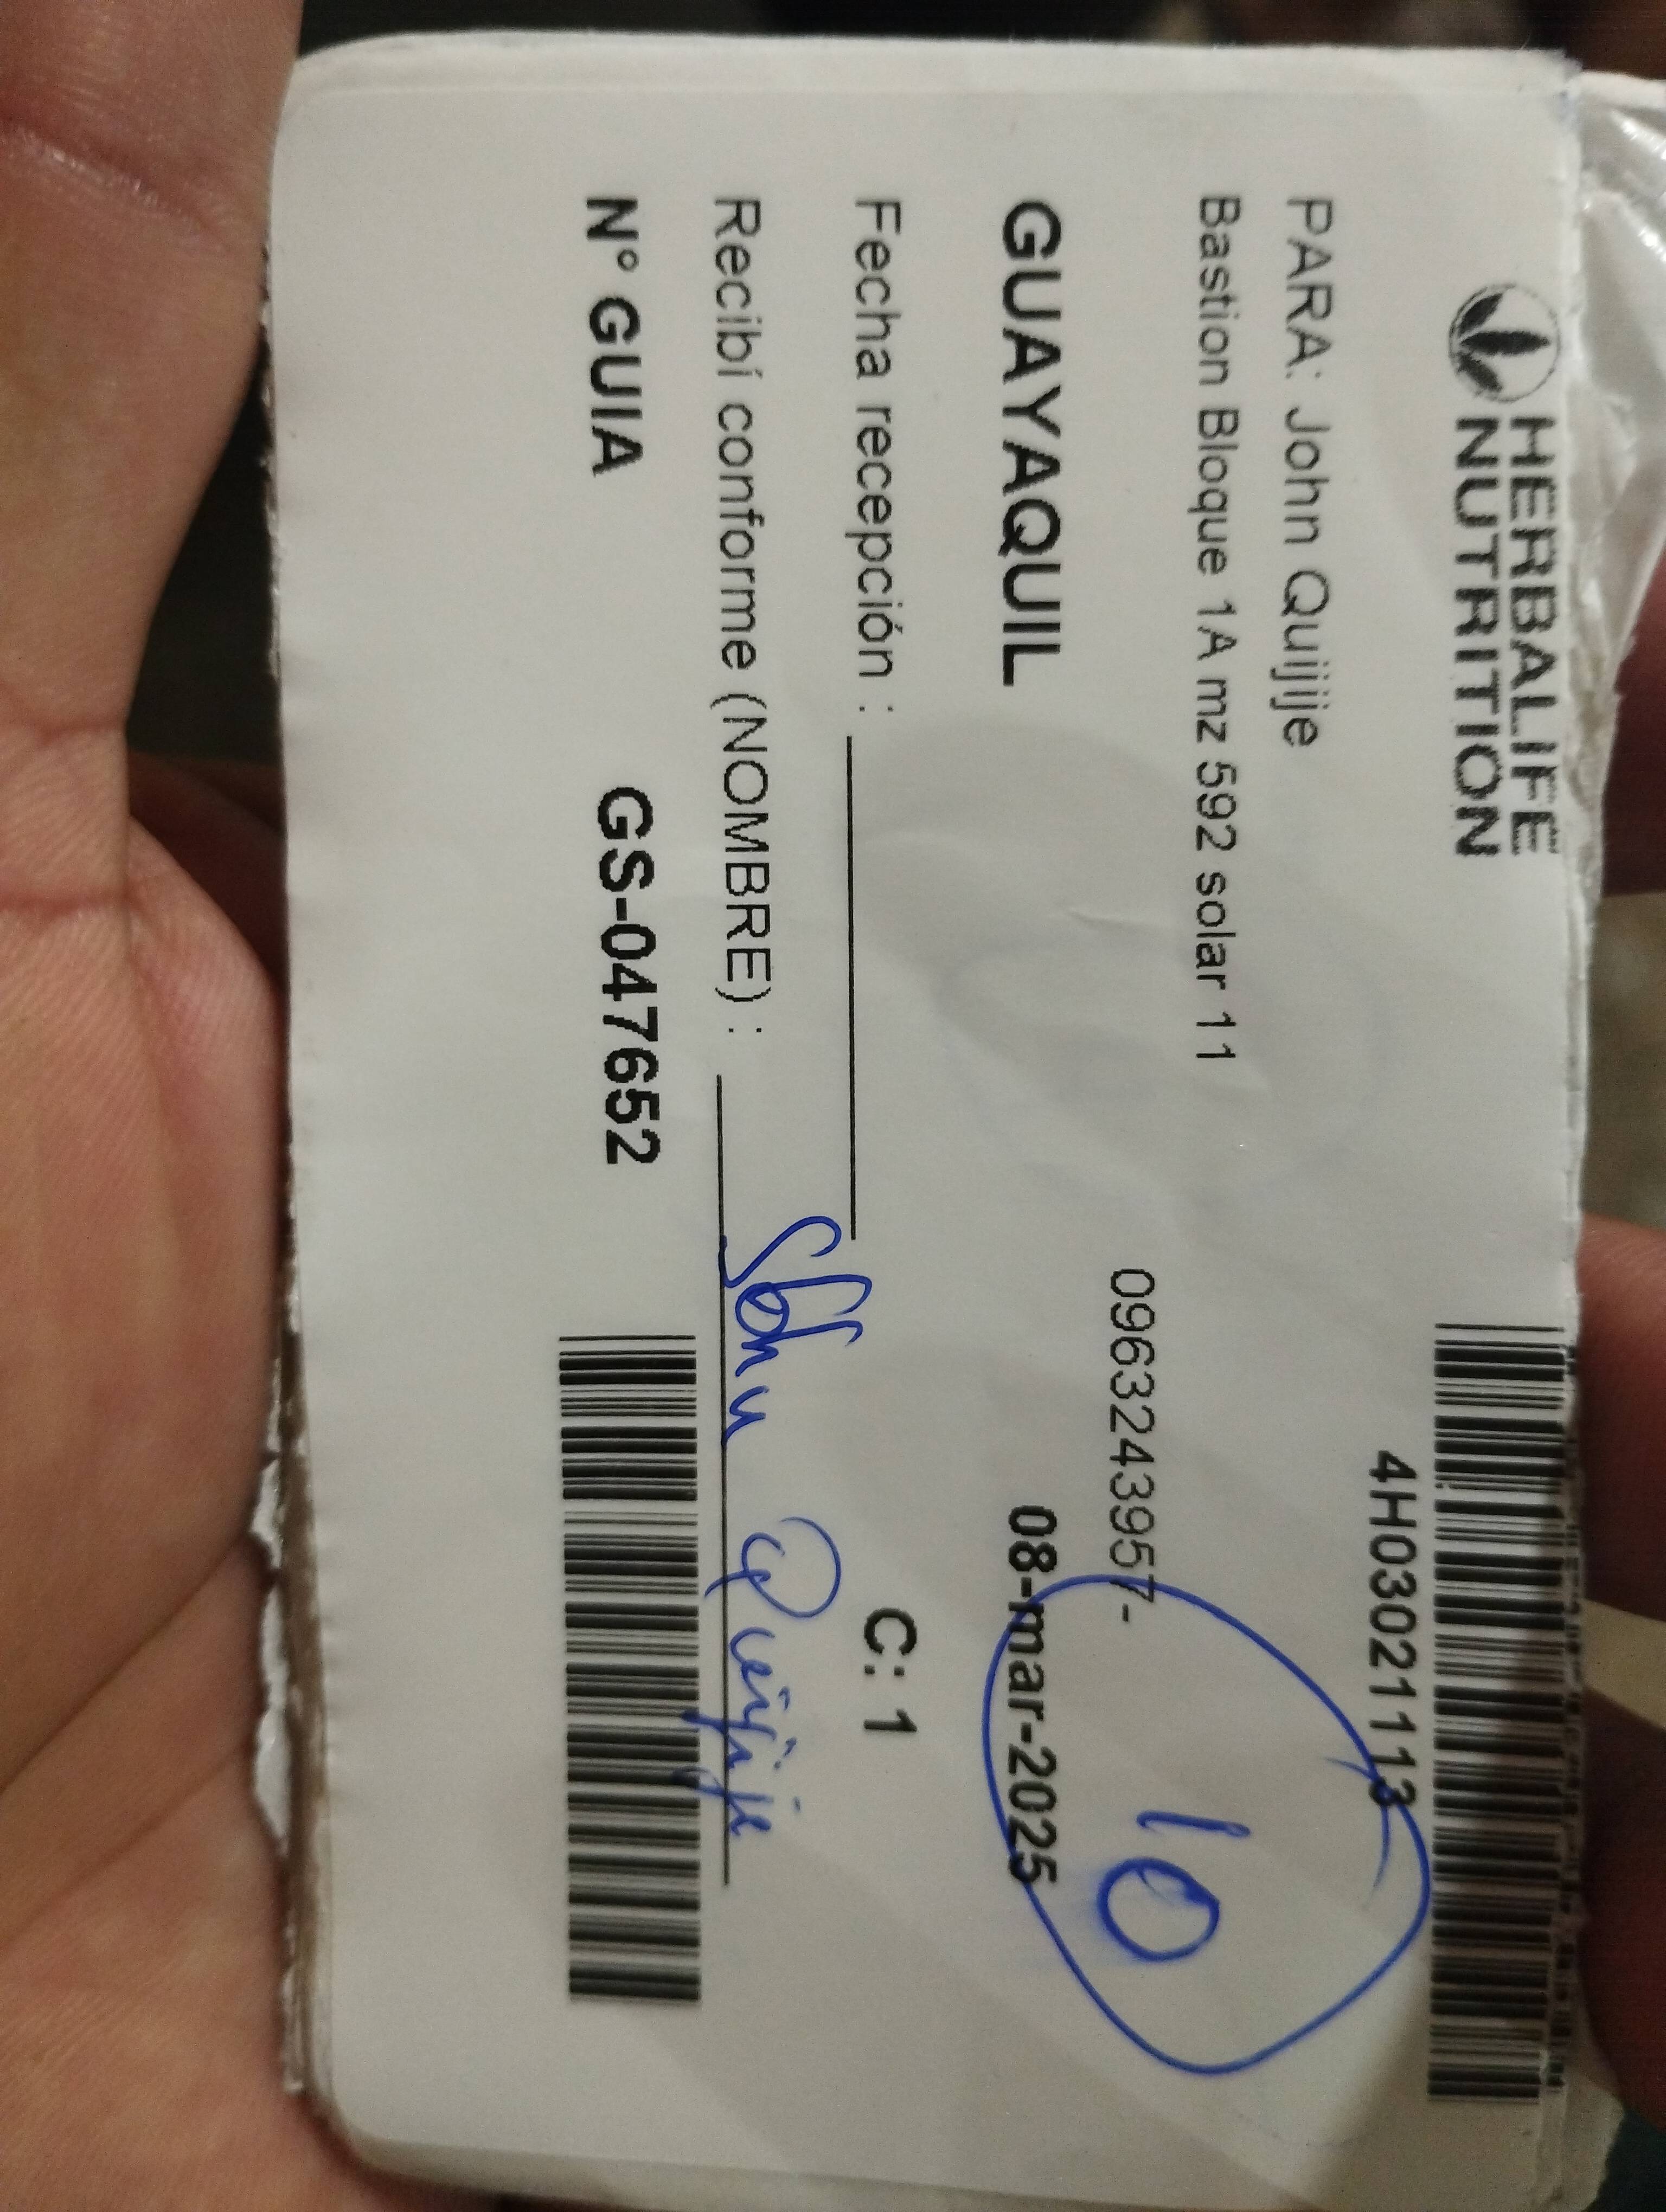 HERBALIFE
NUTRITION
4H03021113
PARA: John Quijije
Bastion Bloque 1A mz 592 solar 11
0963243957-
10
GUAYAQUIL
08-mar-2025
Fecha recepción :
C: 1
Recibí conforme (NOMBRE) : John Quijije
N° GUIA GS-047652